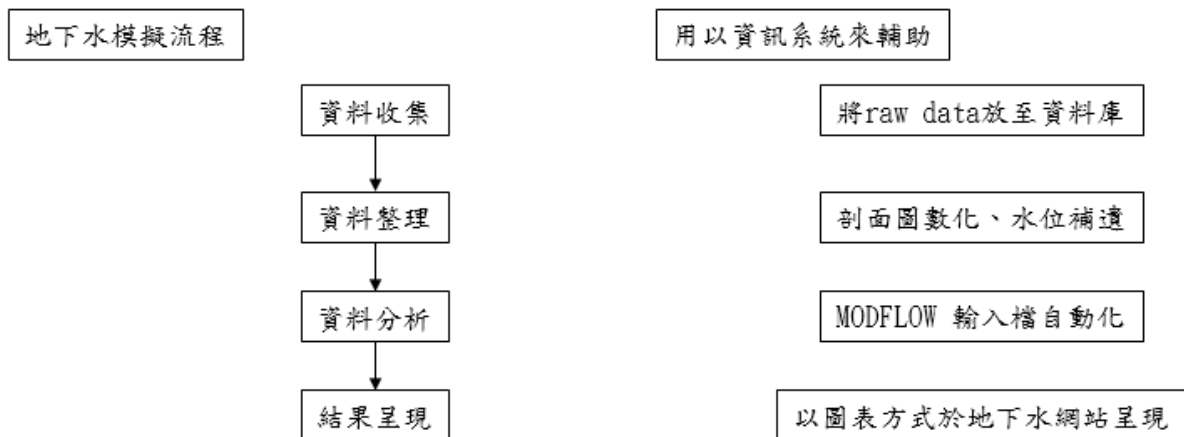 地下水模擬流程
用以資訊系統來輔助
資料收集
將raw data放至資料庫
資料整理
剖面圖數化、水位補遺
資料分析
MODFLOW 輸入檔自動化
結果呈現
以圖表方式於地下水網站呈現